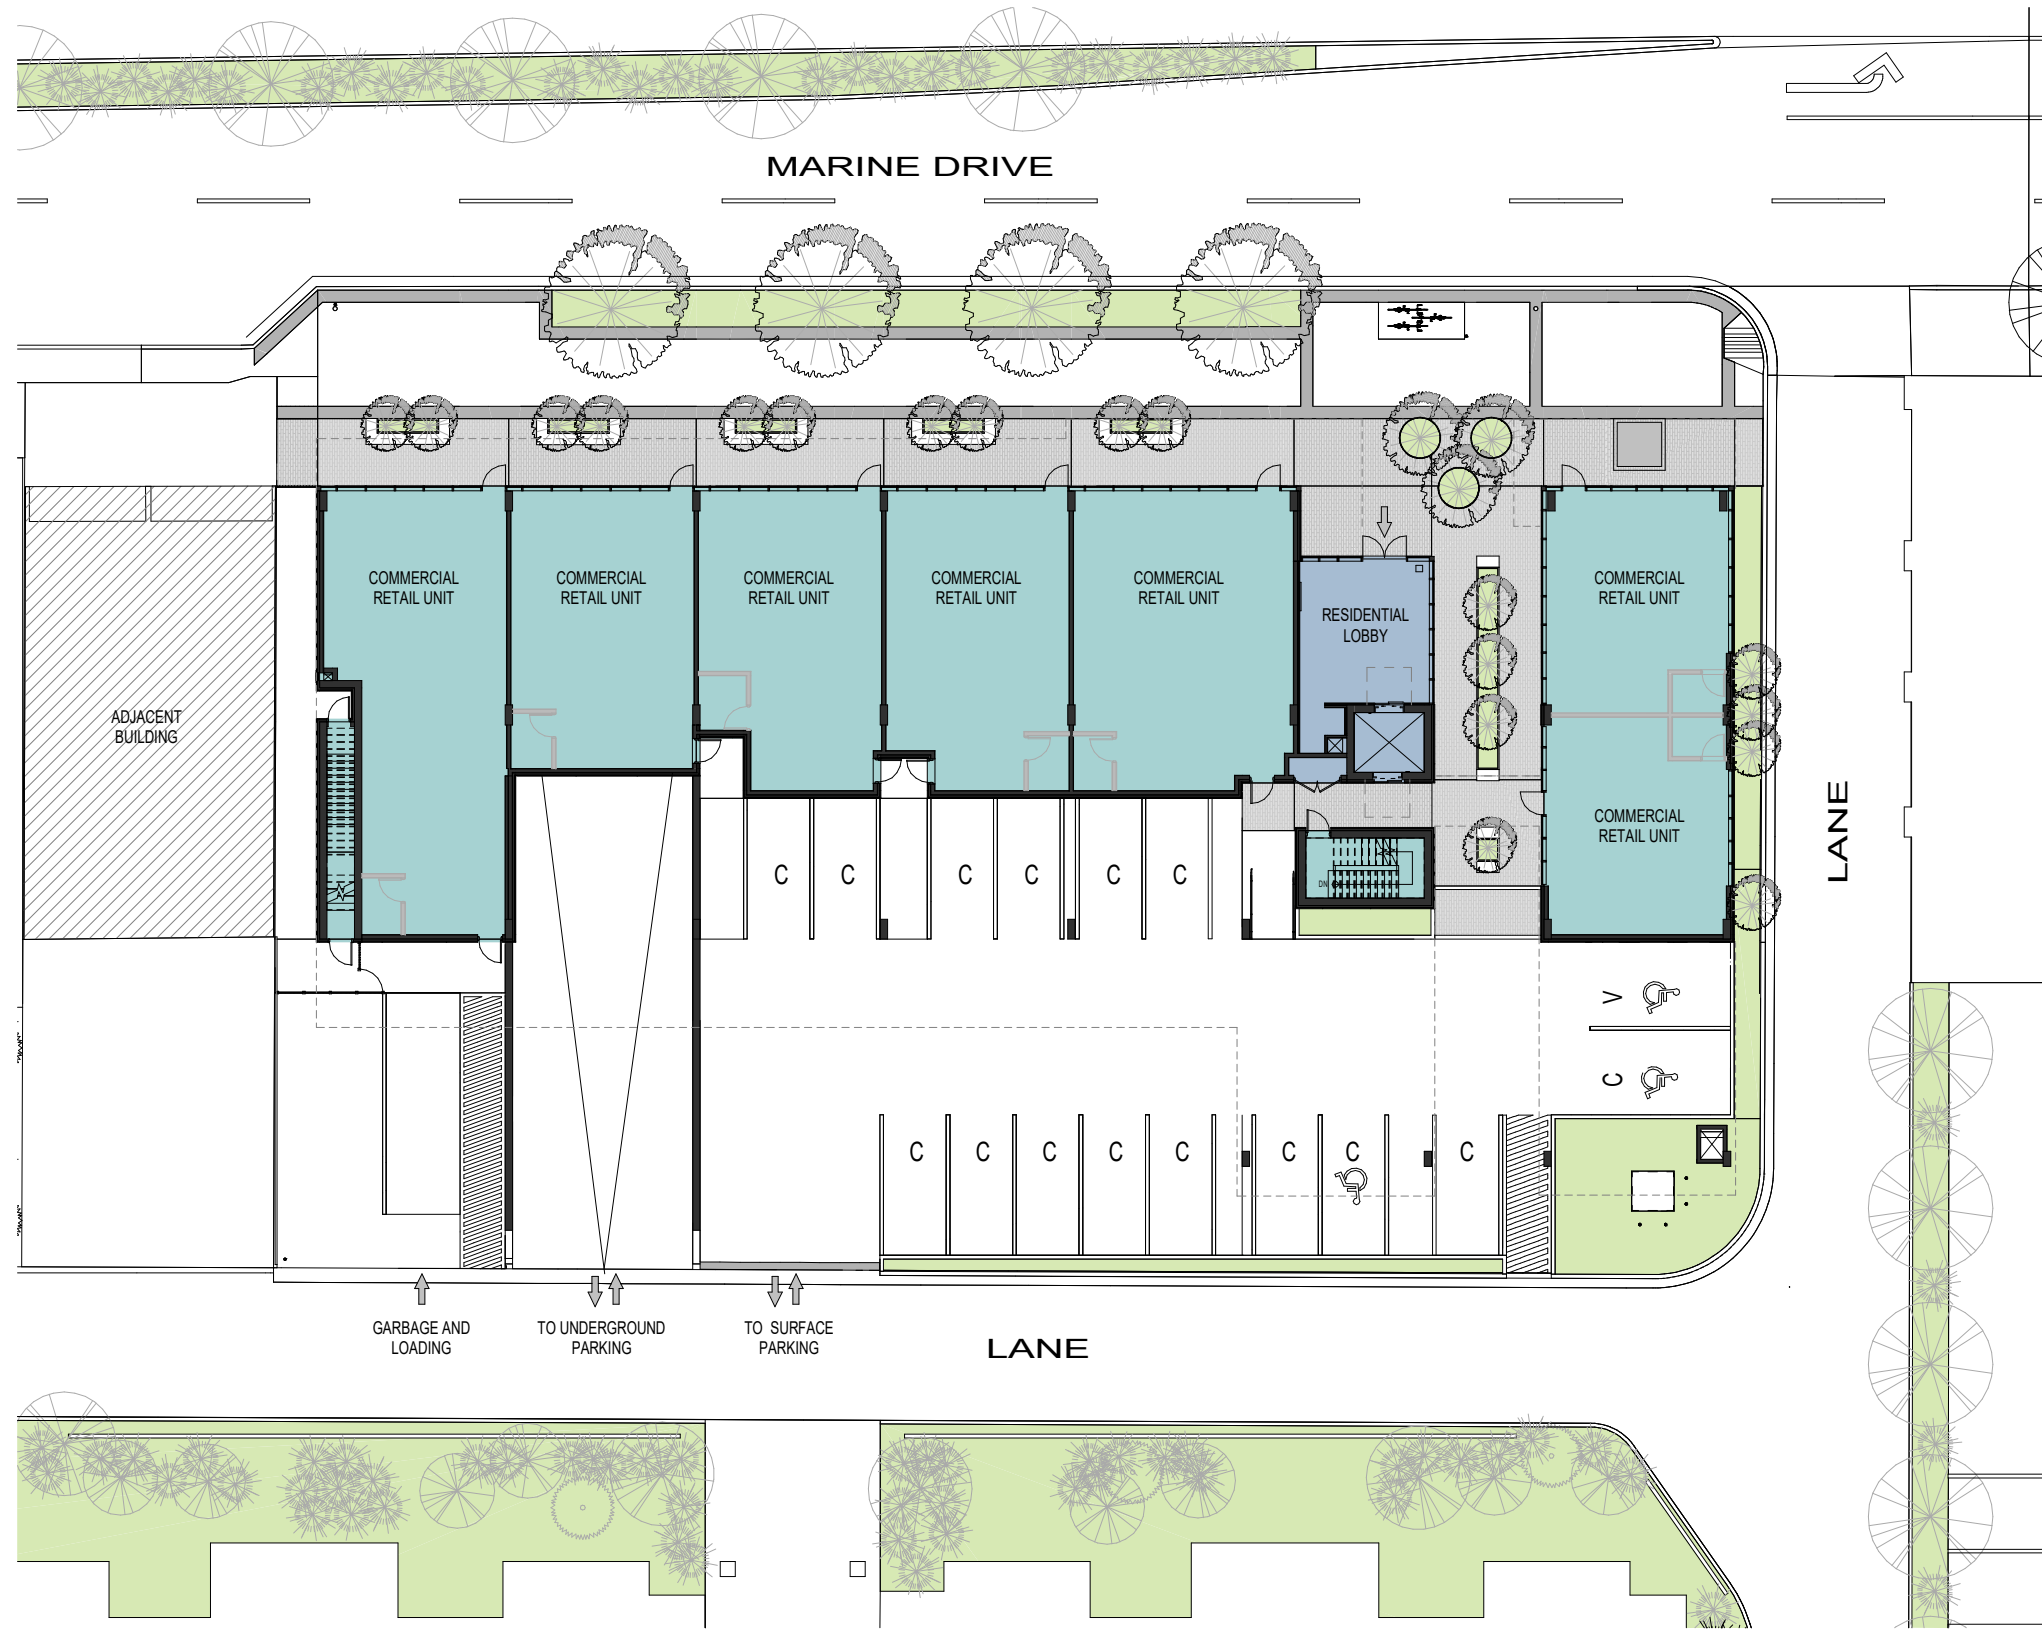 MARINE DRIVE
COMMERCIAL
RETAIL UNIT
COMMERCIAL
RETAIL UNIT
COMMERCIAL
RETAIL UNIT
COMMERCIAL
RETAIL UNIT
COMMERCIAL
RETAIL UNIT
RESIDENTIAL
LOBBY
COMMERCIAL
RETAIL UNIT
ADJACENT
BUILDING
COMMERCIAL
RETAIL UNIT
LANE
C
C
C
C
C
C
DN
V
C
C
C
C
C
C
C
C
C
GARBAGE AND
LOADING
TO UNDERGROUND
PARKING
TO SURFACE
PARKING
LANE